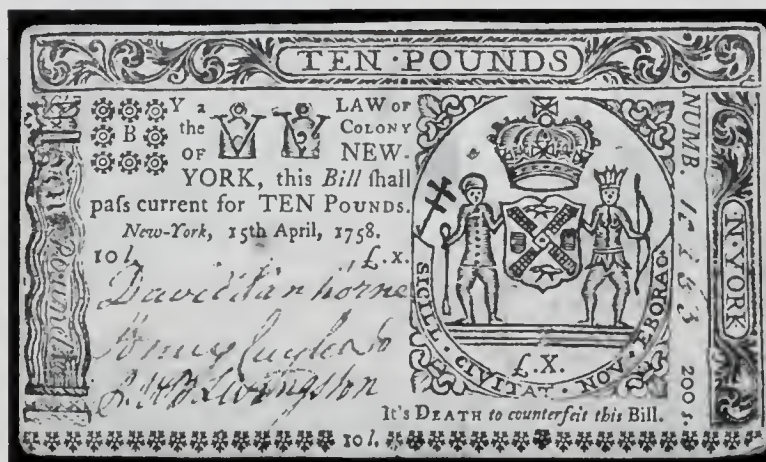 TEN·POUNDS
BY a LAW OF
the COLONY
OF NEW-
YORK, this Bill ſhall
paſs current for TEN POUNDS.
New-York, 15th April, 1758.
10l. £.X.
David Van horne
Livingston
SIGILL · CIVITAT · NOV · EBORAC
£.X.
It's DEATH to counterfeit this Bill.
10 l.
NUMB.
200 s.
N·YORK